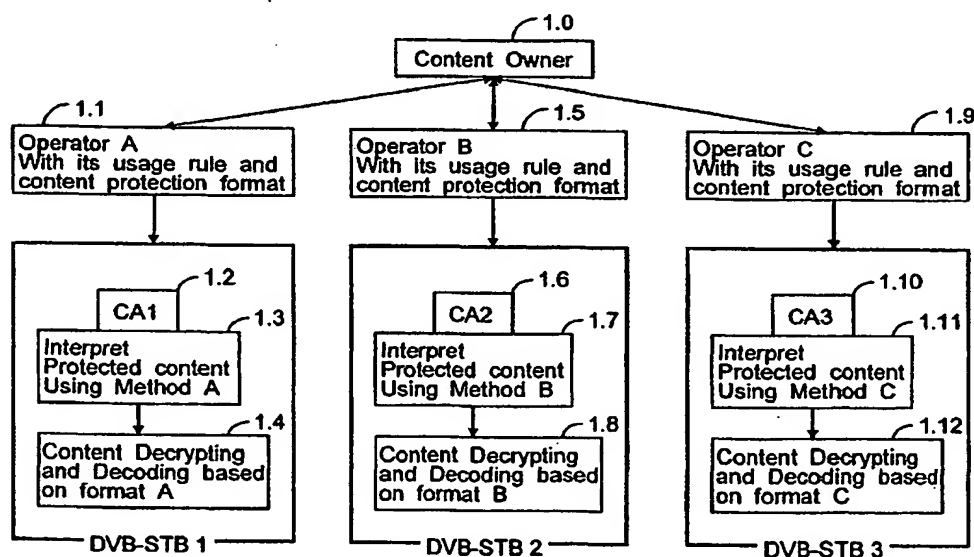 1.0
Content Owner
1.1
Operator A
With its usage rule and
content protection format
1.5
Operator B
With its usage rule and
content protection format
1.9
Operator C
With its usage rule and
content protection format
1.2
CA1
1.3
Interpret
Protected content
Using Method A
1.4
Content Decrypting
and Decoding based
on format A
DVB-STB 1
1.6
CA2
1.7
Interpret
Protected content
Using Method B
1.8
Content Decrypting
and Decoding based
on format B
DVB-STB 2
1.10
CA3
1.11
Interpret
Protected content
Using Method C
1.12
Content Decrypting
and Decoding based
on format C
DVB-STB 3